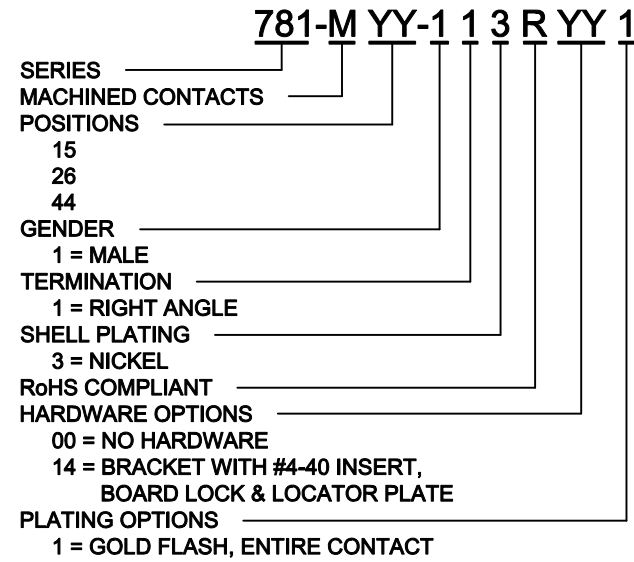 781-M YY-1 1 3 R YY 1
SERIES
MACHINED CONTACTS
POSITIONS
15
26
44
GENDER
1 = MALE
TERMINATION
1 = RIGHT ANGLE
SHELL PLATING
3 = NICKEL
RoHS COMPLIANT
HARDWARE OPTIONS
00 = NO HARDWARE
14 = BRACKET WITH #4-40 INSERT,
BOARD LOCK & LOCATOR PLATE
PLATING OPTIONS
1 = GOLD FLASH, ENTIRE CONTACT